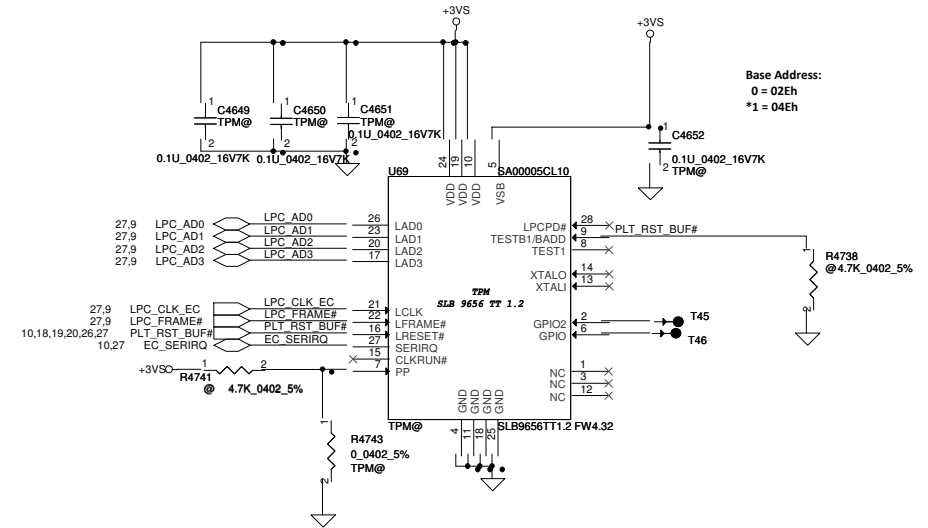 +3VS
+3VS
Base Address:
0 = 02Eh
*1 = 04Eh
1
C4649
TPM@
2
0.1U_0402_16V7K
1
C4650
TPM@
2
0.1U_0402_16V7K
1
C4651
TPM@
0.1U_0402_16V7K
2
1
C4652
0.1U_0402_16V7K
2
TPM@
U69
SA00005CL10
24
19
10
5
VDD
VDD
VDD
VSB
27,9 LPC_AD0 LPC_AD0 26 LAD0
27,9 LPC_AD1 LPC_AD1 23 LAD1
27,9 LPC_AD2 LPC_AD2 20 LAD2
27,9 LPC_AD3 LPC_AD3 17 LAD3
27,9 LPC_CLK_EC LPC_CLK_EC 21 LCLK
27,9 LPC_FRAME# LPC_FRAME# 22 LFRAME#
10,18,19,20,26,27 PLT_RST_BUF# PLT_RST_BUF# 16 LRESET#
10,27 EC_SERIRQ EC_SERIRQ 27 SERIRQ
15 CLKRUN#
7 PP
+3VS 1 2
R4741
@ 4.7K_0402_5%
1
R4743
0_0402_5%
TPM@
2
TPM
SLB 9656 TT 1.2
LPCPD# 28
TESTB1/BADD 9 PLT_RST_BUF#
TEST1 8
XTALO 14
XTALI 13
GPIO2 2 T45
GPIO 6 T46
NC 1
NC 3
NC 12
1
R4738
@4.7K_0402_5%
2
GND
GND
GND
GND
TPM@
SLB9656TT1.2 FW4.32
4
11
18
25